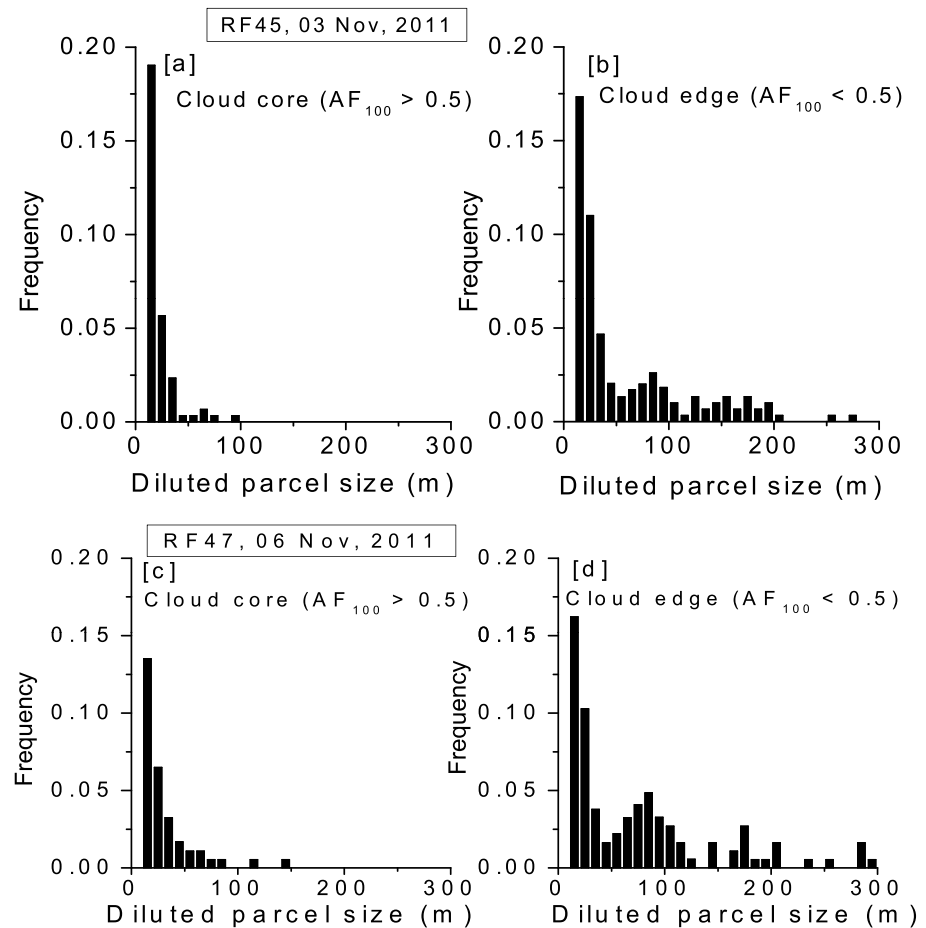 RF45, 03 Nov, 2011
[a]
Cloud core (AF100 > 0.5)
Frequency
0.20
0.15
0.10
0.05
0.00
0 100 200 300
Diluted parcel size (m)
[b]
Cloud edge (AF100 < 0.5)
Frequency
0.20
0.15
0.10
0.05
0.00
0 100 200 300
Diluted parcel size (m)
RF47, 06 Nov, 2011
[c]
Cloud core (AF100 > 0.5)
Frequency
0.20
0.15
0.10
0.05
0.00
0 100 200 300
Diluted parcel size (m)
[d]
Cloud edge (AF100 < 0.5)
Frequency
0.20
0.15
0.10
0.05
0.00
0 100 200 300
Diluted parcel size (m)